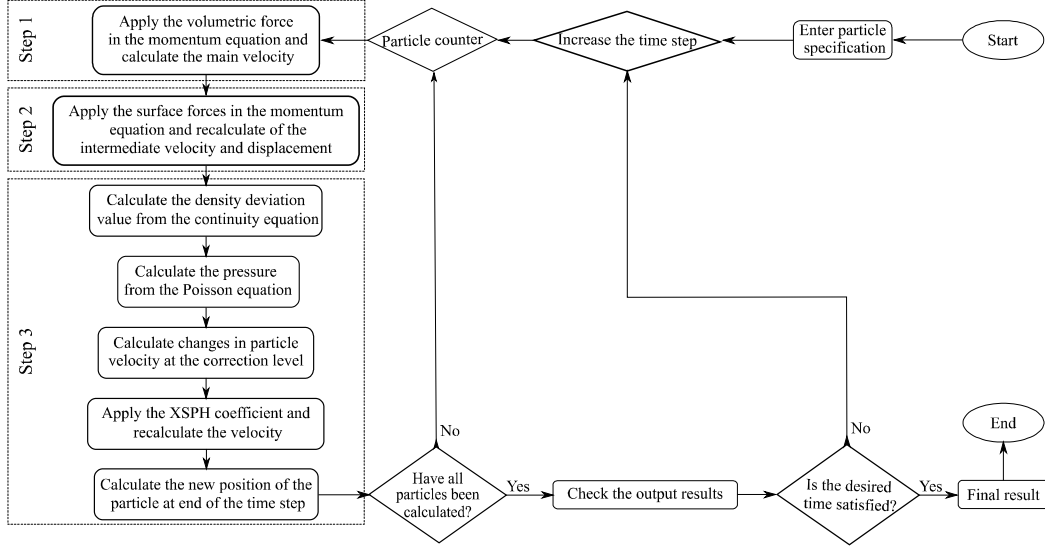 Start
Enter particle
specification
Increase the time step
Particle counter
Step 1
Apply the volumetric force
in the momentum equation and
calculate the main velocity
Step 2
Apply the surface forces in the momentum
equation and recalculate of the
intermediate velocity and displacement
Step 3
Calculate the density deviation
value from the continuity equation
Calculate the pressure
from the Poisson equation
Calculate changes in particle
velocity at the correction level
Apply the XSPH coefficient and
recalculate the velocity
Calculate the new position of the
particle at end of the time step
Have all
particles been
calculated?
No
Yes
Check the output results
Is the desired
time satisfied?
No
Yes
Final result
End